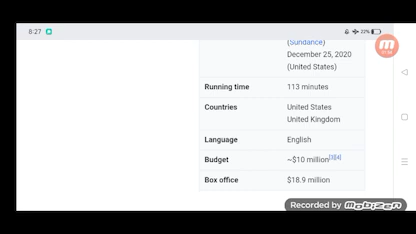 8:27
22%
(Sundance)
December 25, 2020
(United States)
Running time 113 minutes
Countries United States
United Kingdom
Language English
Budget ~$10 million[3][4]
Box office $18.9 million
Recorded by mobizen